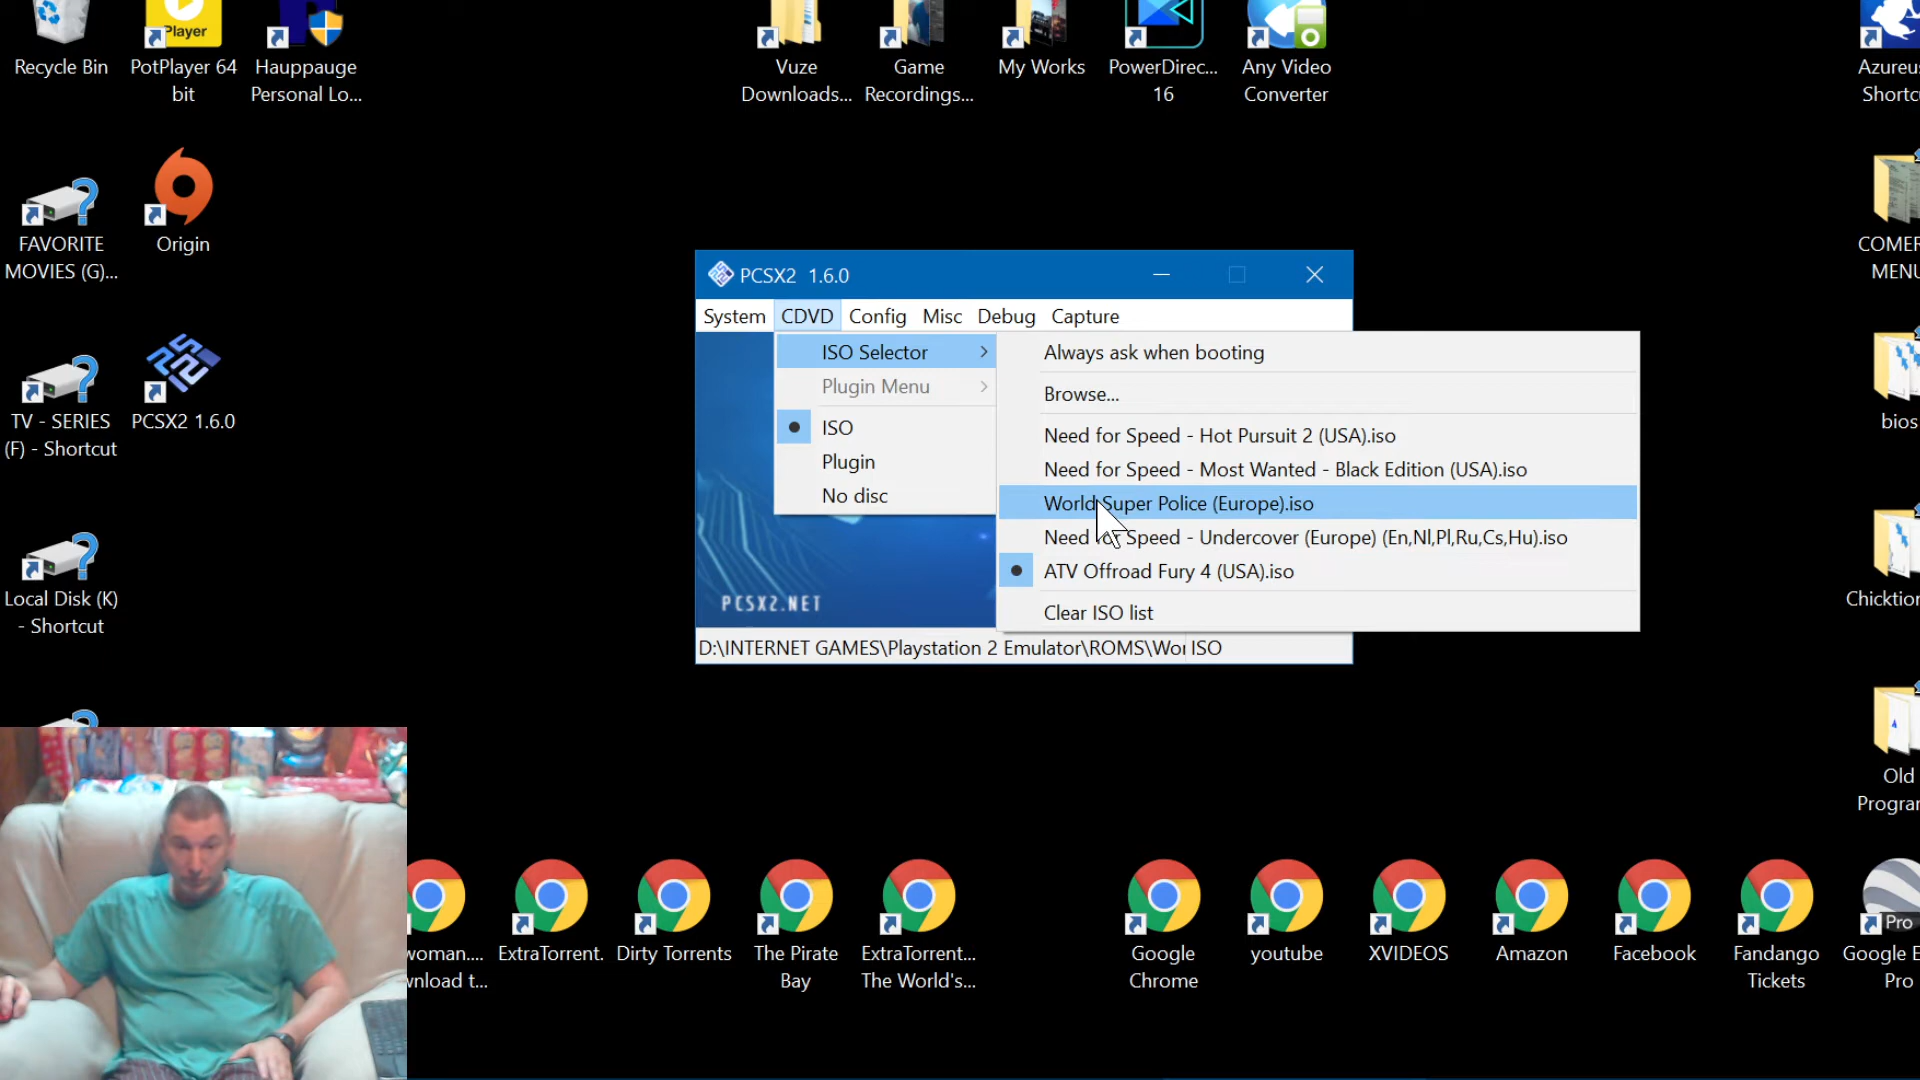 Player
Recycle Bin
PotPlayer 64
bit
Hauppauge
Personal Lo...
Vuze
Downloads...
Game
Recordings...
My Works
PowerDirec...
16
Any Video
Converter
Azureus
Shortcu
FAVORITE
MOVIES (G)...
Origin
COMER
MENU
PCSX2 1.6.0
System CDVD Config Misc Debug Capture
ISO Selector
Plugin Menu
ISO
Plugin
No disc
Always ask when booting
Browse...
Need for Speed - Hot Pursuit 2 (USA).iso
Need for Speed - Most Wanted - Black Edition (USA).iso
World Super Police (Europe).iso
Need for Speed - Undercover (Europe) (En,Nl,Pl,Ru,Cs,Hu).iso
ATV Offroad Fury 4 (USA).iso
Clear ISO list
PCSX2.NET
D:\INTERNET GAMES\Playstation 2 Emulator\ROMS\Wor ISO
TV - SERIES
(F) - Shortcut
PCSX2 1.6.0
bios
Local Disk (K)
- Shortcut
Chicktion
Old
Program
woman....
wnload t...
ExtraTorrent.
Dirty Torrents
The Pirate
Bay
ExtraTorrent...
The World's...
Google
Chrome
youtube
XVIDEOS
Amazon
Facebook
Fandango
Tickets
Pro
Google E
Pro